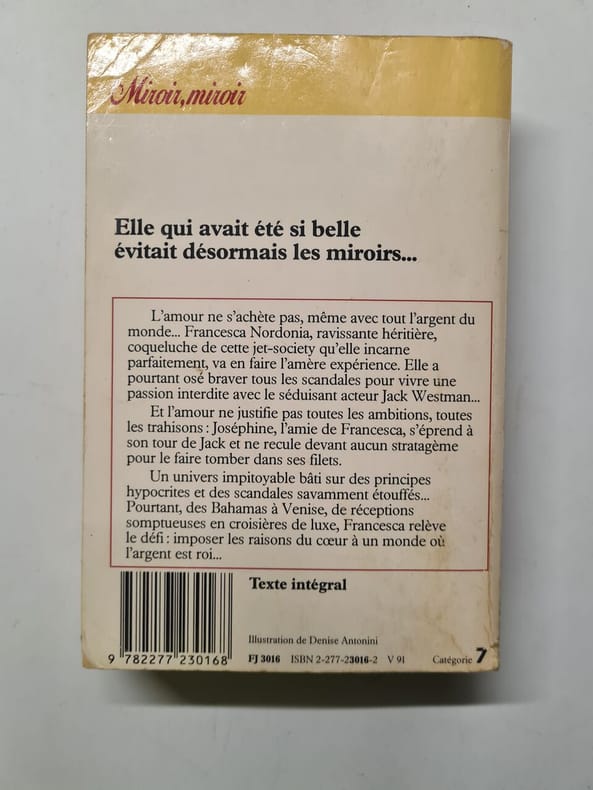 Miroir, miroir
Elle qui avait été si belle
évitait désormais les miroirs...
L'amour ne s'achète pas, même avec tout l'argent du
monde... Francesca Nordonia, ravissante héritière,
coqueluche de cette jet-society qu'elle incarne
parfaitement, va en faire l'amère expérience. Elle a
pourtant osé braver tous les scandales pour vivre une
passion interdite avec le séduisant acteur Jack Westman...
Et l'amour ne justifie pas toutes les ambitions, toutes
les trahisons : Joséphine, l'amie de Francesca, s'éprend à
son tour de Jack et ne recule devant aucun stratagème
pour le faire tomber dans ses filets.
Un univers impitoyable bâti sur des principes
hypocrites et des scandales savamment étouffés...
Pourtant, des Bahamas à Venise, de réceptions
somptueuses en croisières de luxe, Francesca relève
le défi : imposer les raisons du cœur à un monde où
l'argent est roi...
Texte intégral
Illustration de Denise Antonini
9 782277 230168
FJ 3016 ISBN 2-277-23016-2 V 91 Catégorie 7